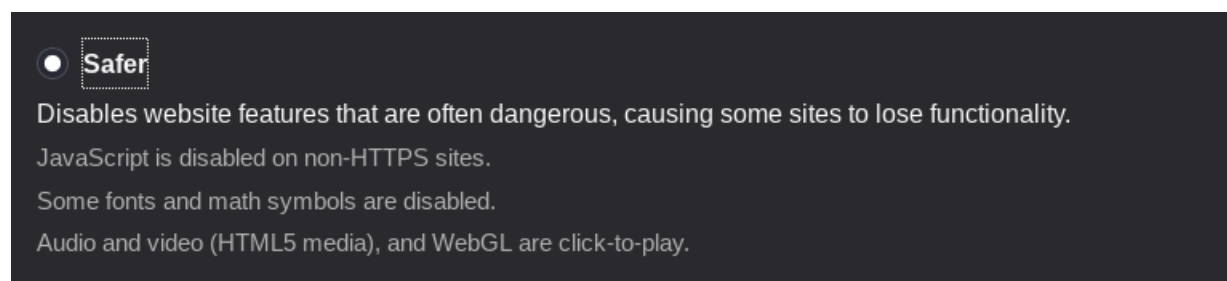 Safer
Disables website features that are often dangerous, causing some sites to lose functionality.
JavaScript is disabled on non-HTTPS sites.
Some fonts and math symbols are disabled.
Audio and video (HTML5 media), and WebGL are click-to-play.